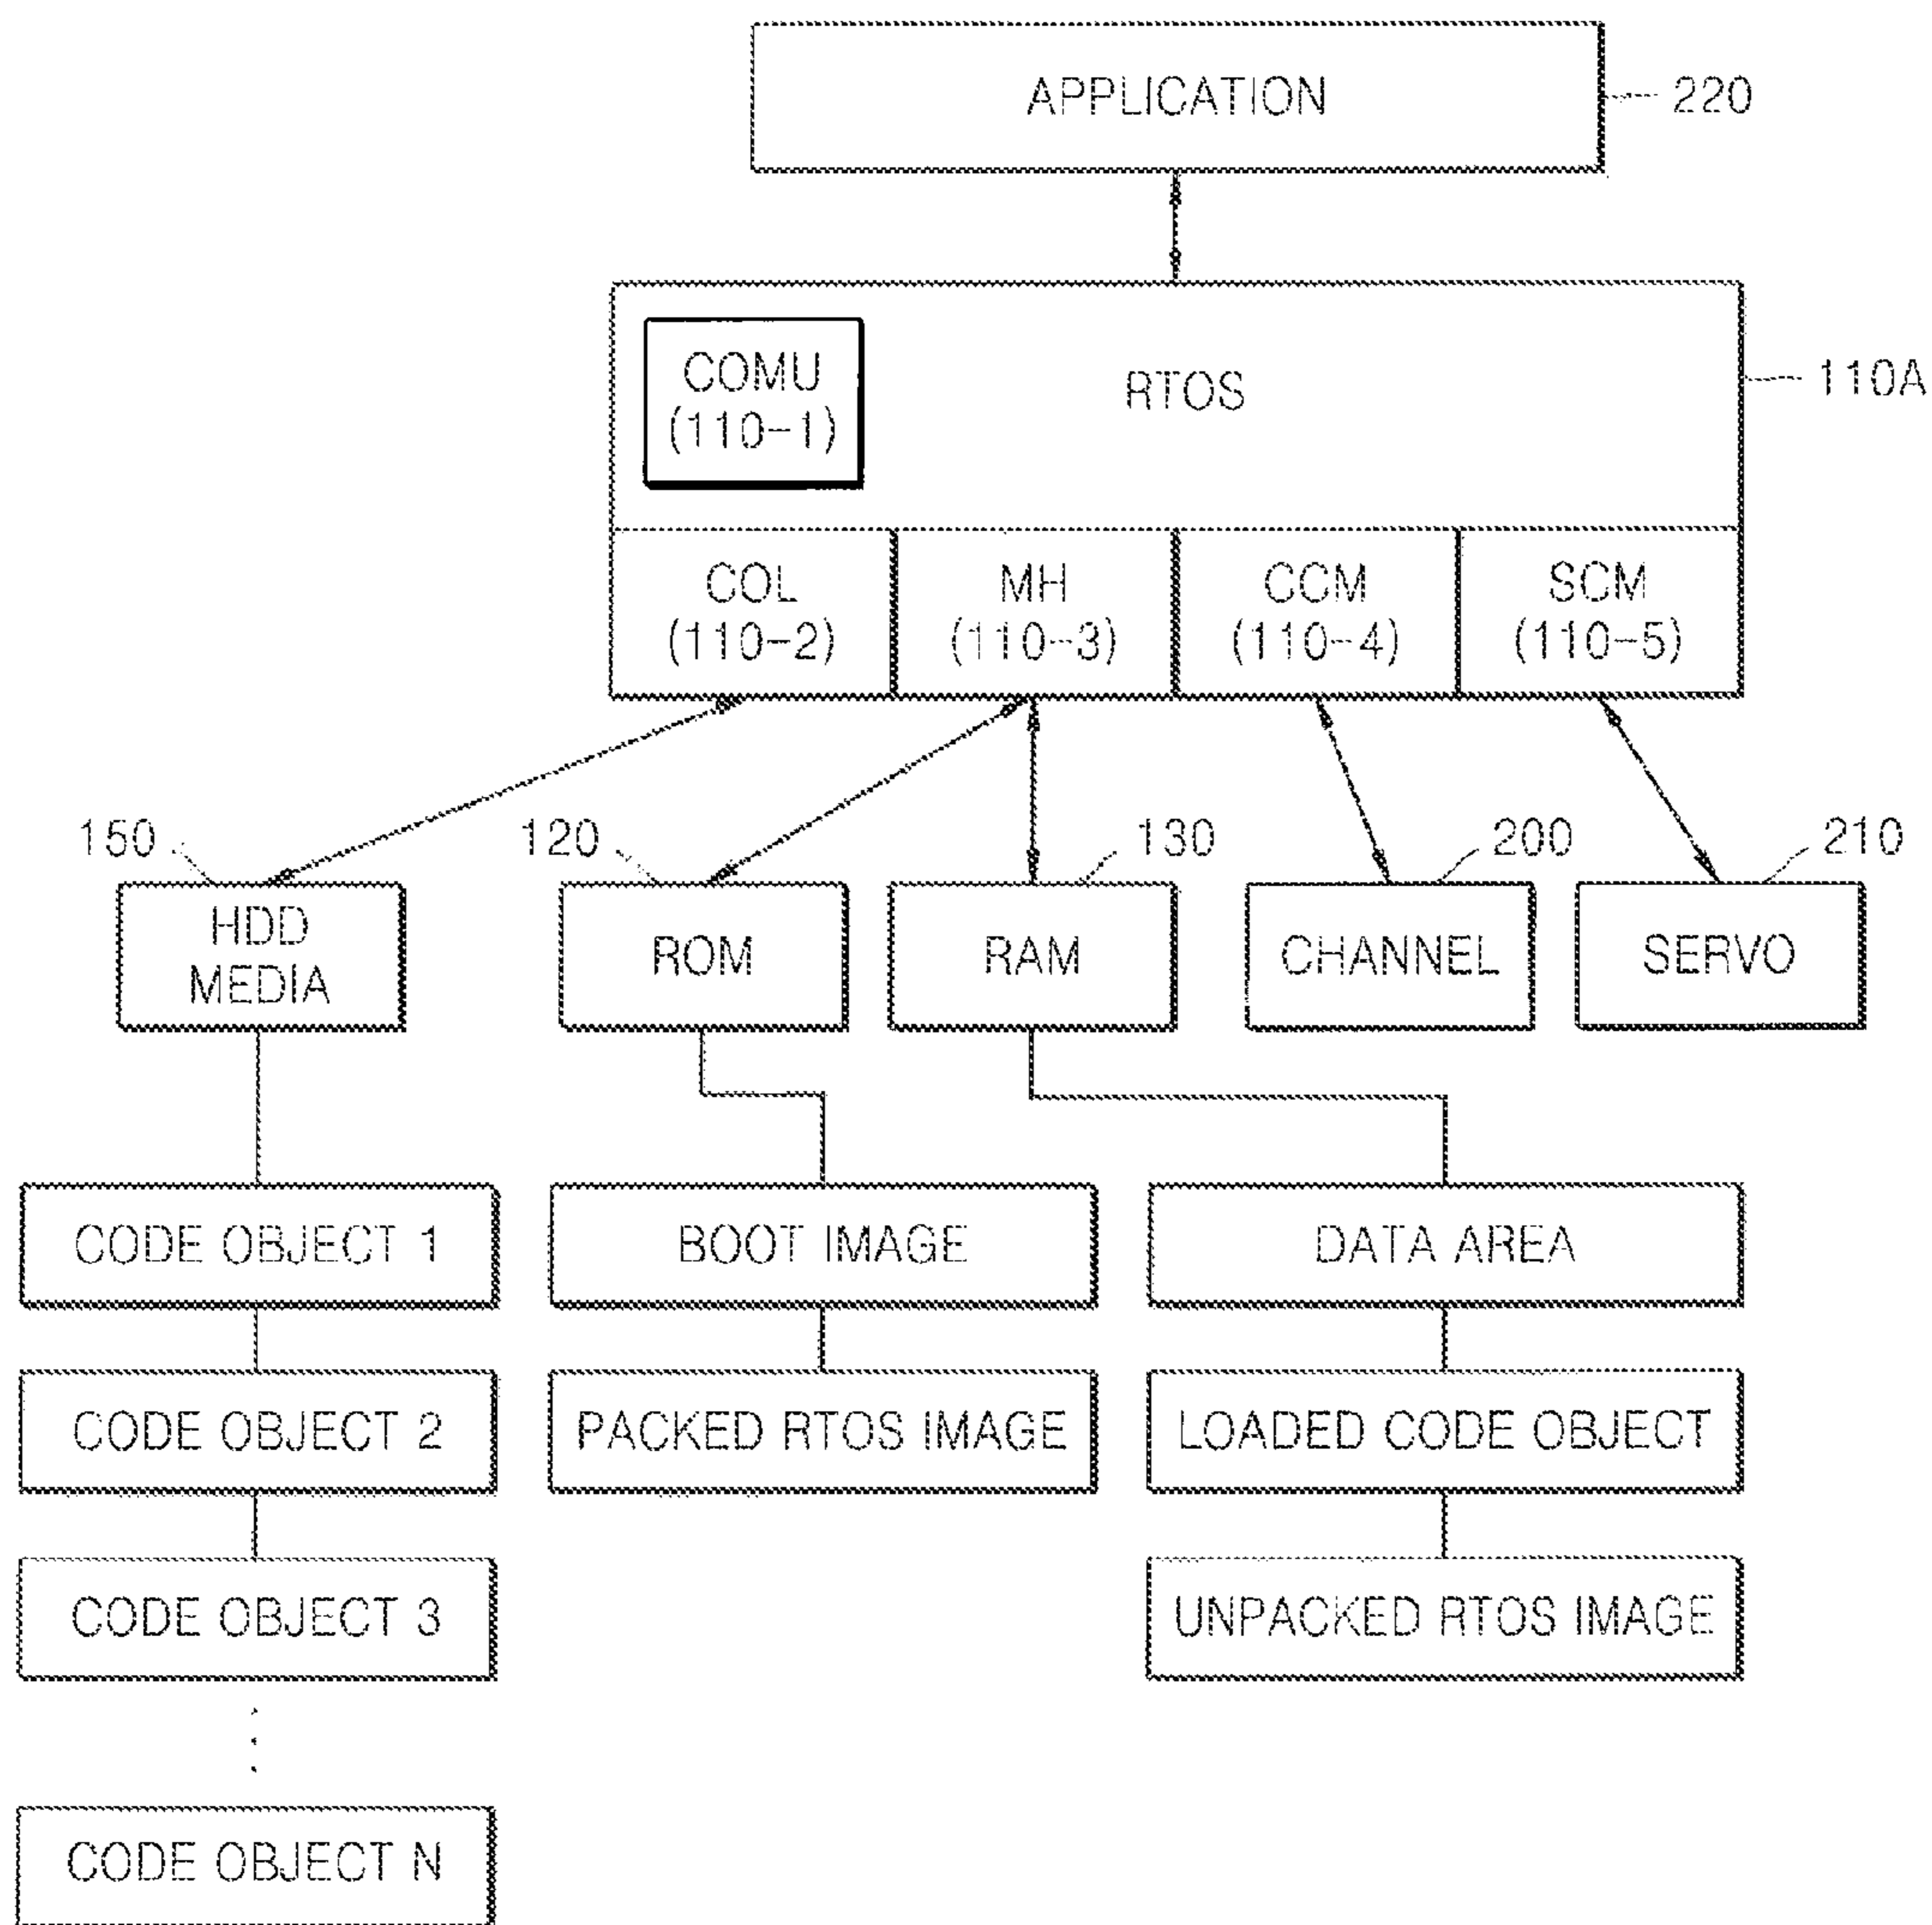 APPLICATION
220
COMU
(110-1)
RTOS
110A
COL
(110-2)
MH
(110-3)
CCM
(110-4)
SCM
(110-5)
150
120
130
200
210
HDD
MEDIA
ROM
RAM
CHANNEL
SERVO
CODE OBJECT 1
BOOT IMAGE
DATA AREA
CODE OBJECT 2
PACKED RTOS IMAGE
LOADED CODE OBJECT
CODE OBJECT 3
UNPACKED RTOS IMAGE
CODE OBJECT N